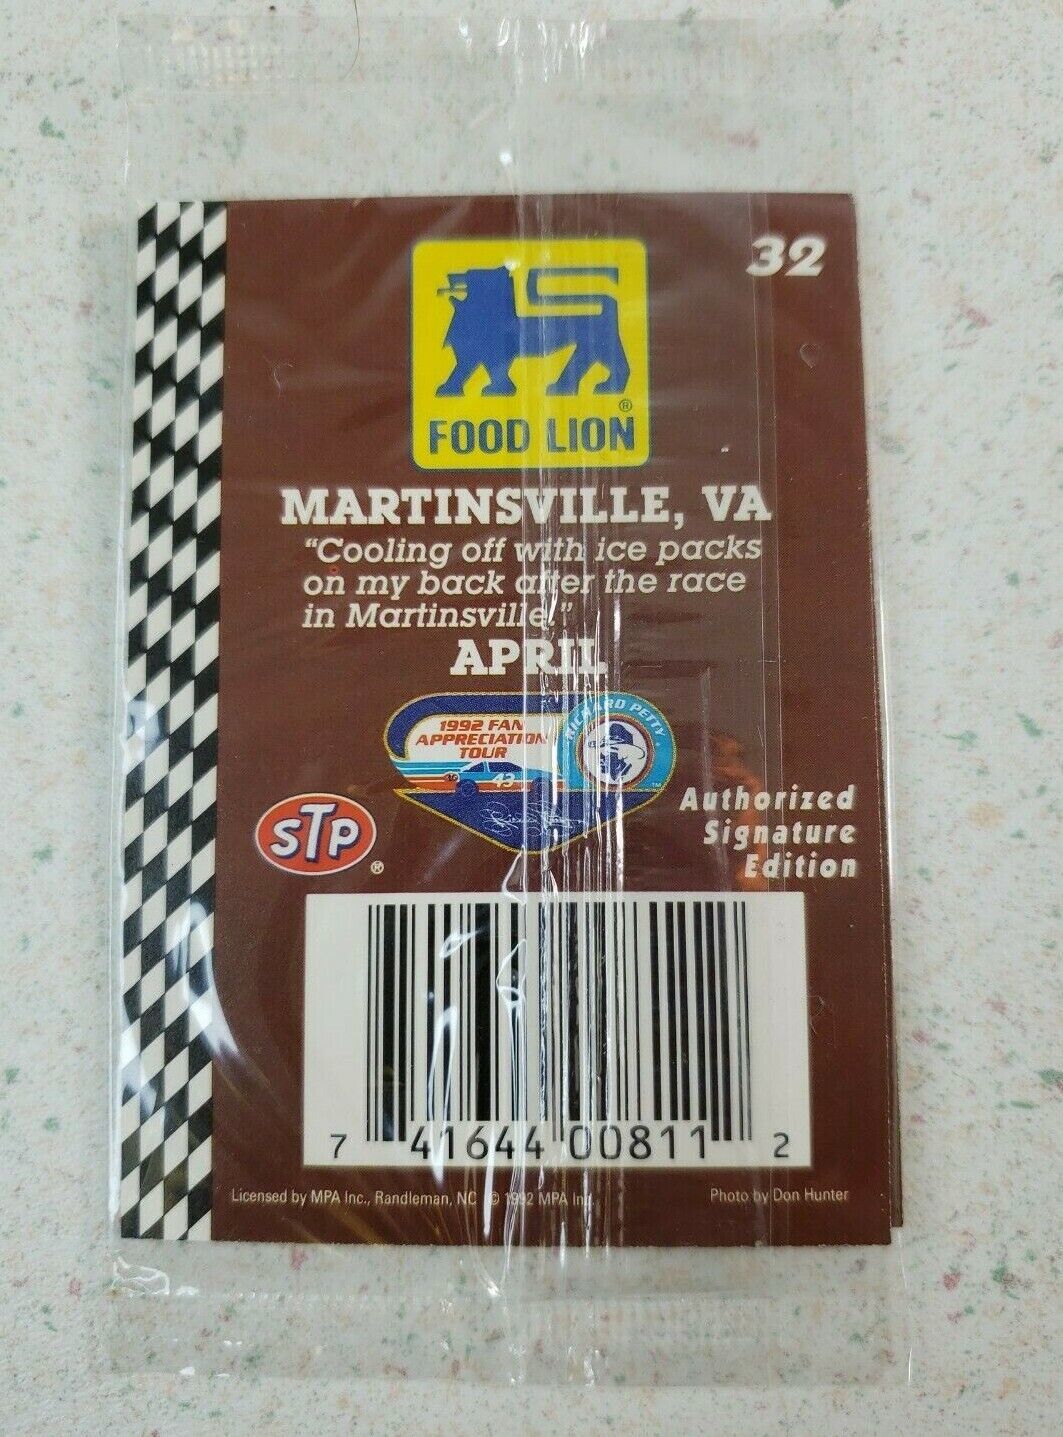 32
FOOD LION
®
MARTINSVILLE, VA
“Cooling off with ice packs
on my back after the race
in Martinsville.”
APRIL
1992 FAN
APPRECIATION
TOUR
RICHARD PETTY
43
TM
STP
®
Authorized
Signature
Edition
7 41644 00811 2
Licensed by MPA Inc., Randleman, NC © 1992 MPA Inc.
Photo by Don Hunter